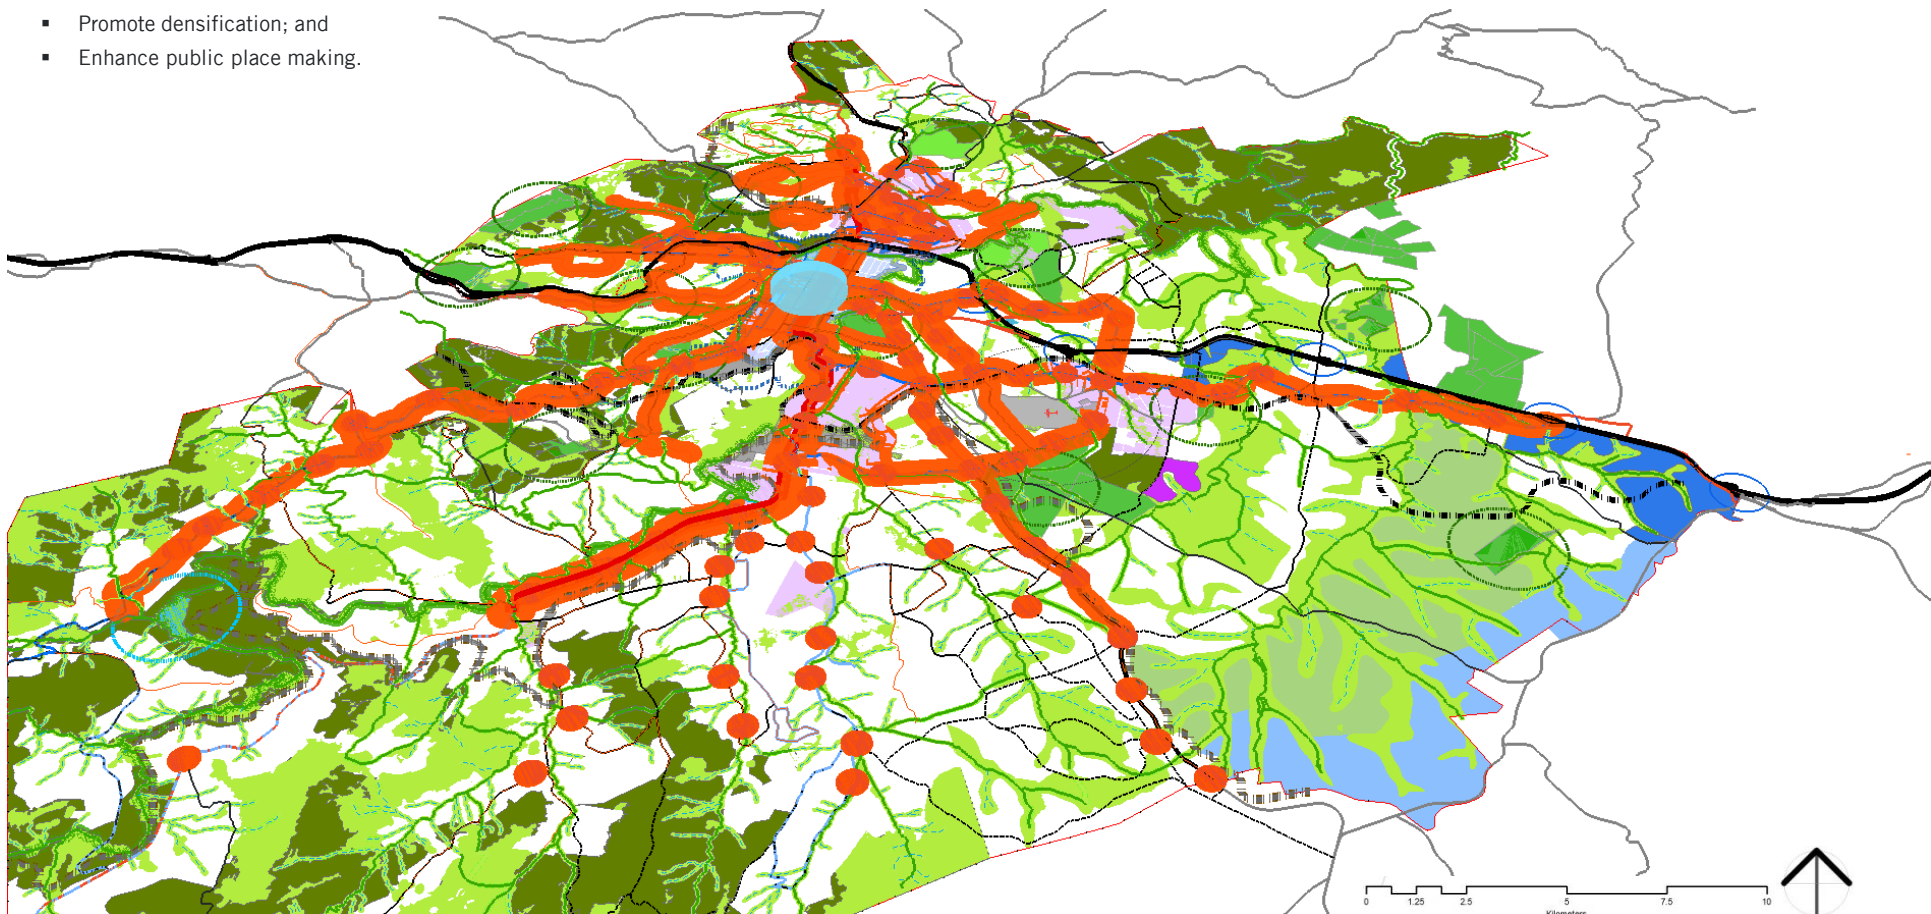 ▪ Promote densification; and
▪ Enhance public place making.
0 1.25 2.5 5 7.5 10
Kilometers